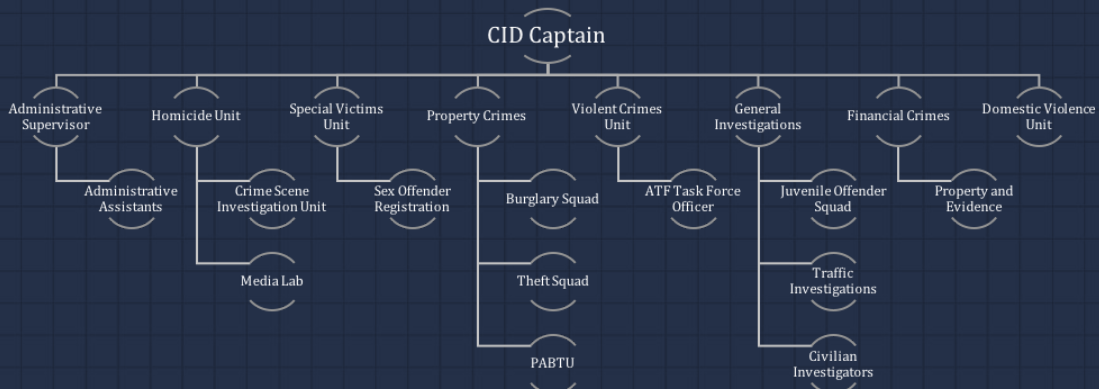 CID Captain
Administrative
Supervisor
Homicide Unit
Special Victims
Unit
Property Crimes
Violent Crimes
Unit
General
Investigations
Financial Crimes
Domestic Violence
Unit
Administrative
Assistants
Crime Scene
Investigation Unit
Sex Offender
Registration
Burglary Squad
ATF Task Force
Officer
Juvenile Offender
Squad
Property and
Evidence
Media Lab
Theft Squad
Traffic
Investigations
PABTU
Civilian
Investigators